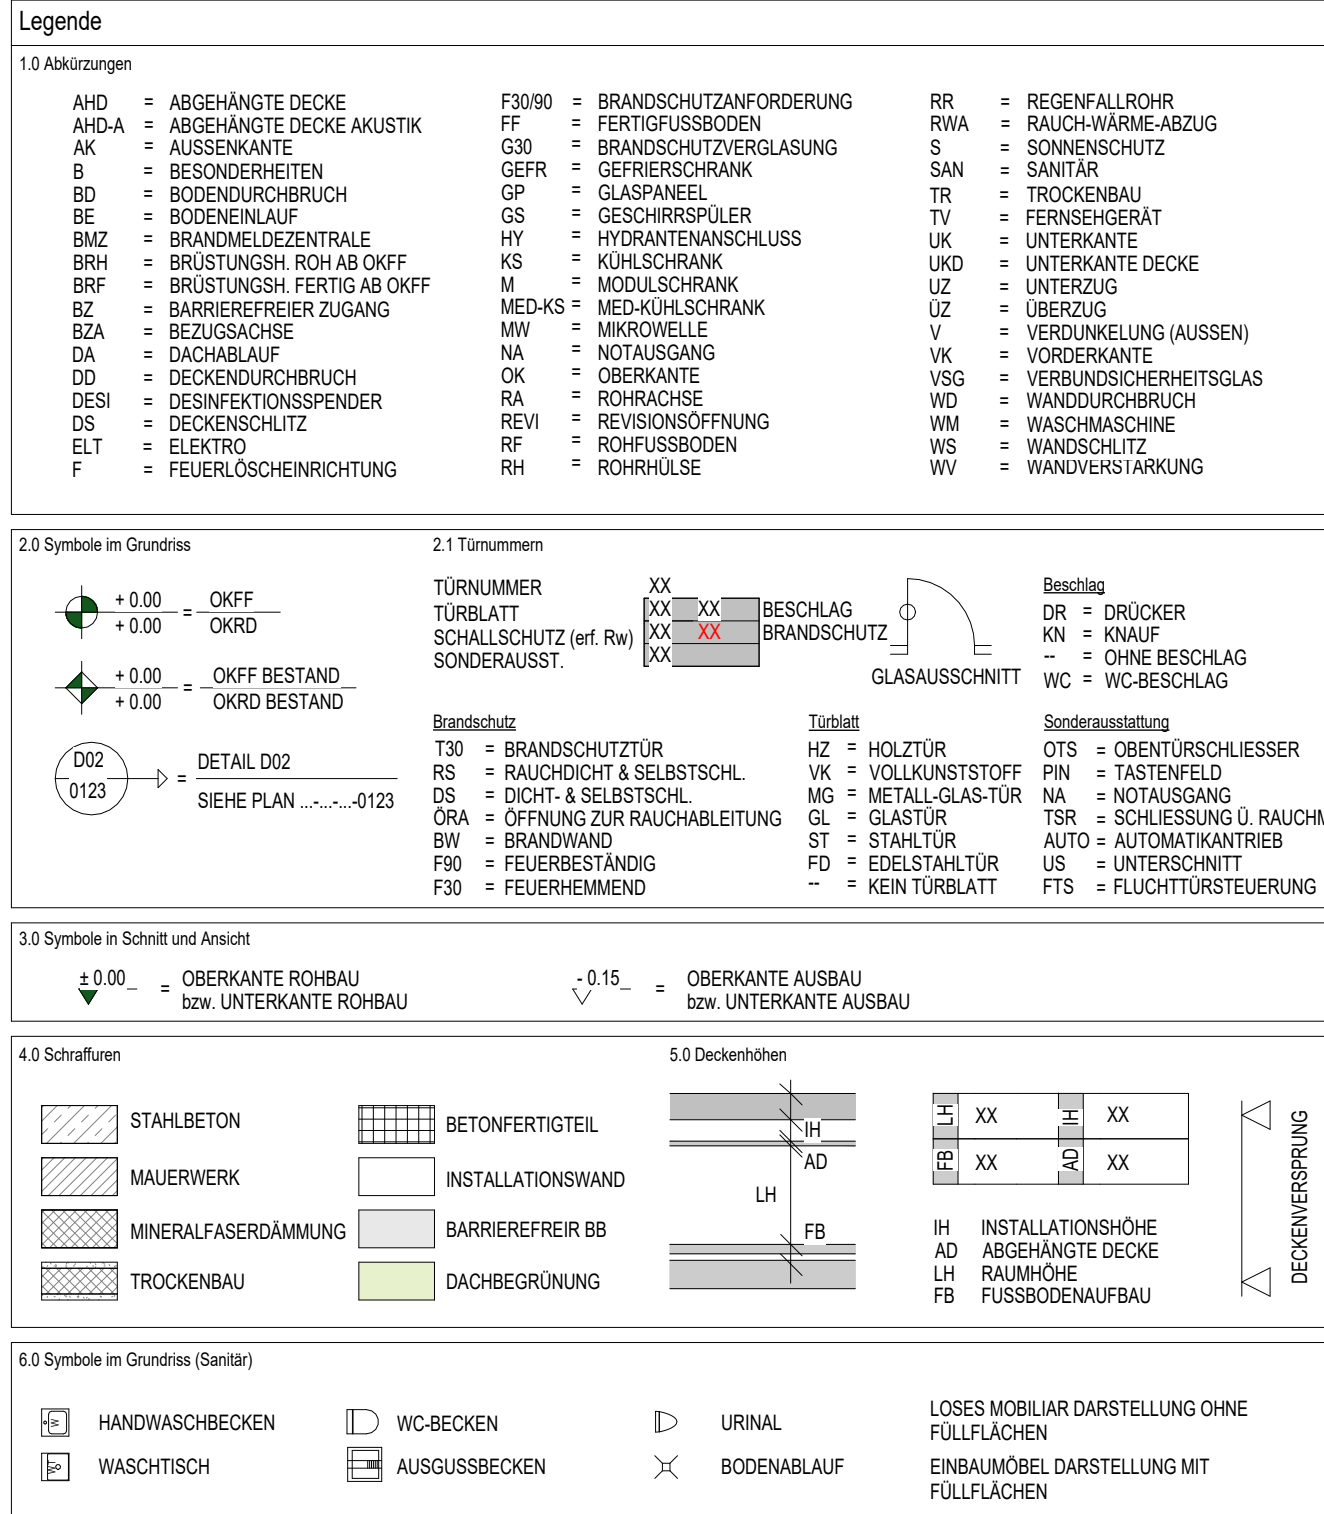 Legende
1.0 Abkürzungen
AHD = ABGEHÄNGTE DECKE
AHD-A = ABGEHÄNGTE DECKE AKUSTIK
AK = AUSSENKANTE
B = BESONDERHEITEN
BD = BODENDURCHBRUCH
BE = BODENEINLAUF
BMZ = BRANDMELDEZENTRALE
BRH = BRÜSTUNGSH. ROH AB OKFF
BRF = BRÜSTUNGSH. FERTIG AB OKFF
BZ = BARRIEREFREIER ZUGANG
BZA = BEZUGSACHSE
DA = DACHABLAUF
DD = DECKENDURCHBRUCH
DESI = DESINFEKTIONSSPENDER
DS = DECKENSCHLITZ
ELT = ELEKTRO
F = FEUERLÖSCHEINRICHTUNG
F30/90 = BRANDSCHUTZANFORDERUNG
FF = FERTIGFUSSBODEN
G30 = BRANDSCHUTZVERGLASUNG
GEFR = GEFRIERSCHRANK
GP = GLASPANEEL
GS = GESCHIRRSPÜLER
HY = HYDRANTENANSCHLUSS
KS = KÜHLSCHRANK
M = MODULSCHRANK
MED-KS = MED-KÜHLSCHRANK
MW = MIKROWELLE
NA = NOTAUSGANG
OK = OBERKANTE
RA = ROHRACHSE
REVI = REVISIONSÖFFNUNG
RF = ROHFUSSBODEN
RH = ROHRHÜLSE
RR = REGENFALLROHR
RWA = RAUCH-WÄRME-ABZUG
S = SONNENSCHUTZ
SAN = SANITÄR
TR = TROCKENBAU
TV = FERNSEHGERÄT
UK = UNTERKANTE
UKD = UNTERKANTE DECKE
UZ = UNTERZUG
ÜZ = ÜBERZUG
V = VERDUNKELUNG (AUSSEN)
VK = VORDERKANTE
VSG = VERBUNDSICHERHEITSGLAS
WD = WANDDURCHBRUCH
WM = WASCHMASCHINE
WS = WANDSCHLITZ
WV = WANDVERSTÄRKUNG
2.0 Symbole im Grundriss
+ 0.00 = OKFF
+ 0.00 OKRD
+ 0.00 = OKFF BESTAND
+ 0.00 OKRD BESTAND
D02 = DETAIL D02
0123 SIEHE PLAN ...-...-...-0123
2.1 Türnummern
TÜRNUMMER XX
TÜRBLATT XX XX BESCHLAG
SCHALLSCHUTZ (erf. Rw) XX XX BRANDSCHUTZ
SONDERAUSST. XX
GLASAUSSCHNITT
Beschlag
DR = DRÜCKER
KN = KNAUF
-- = OHNE BESCHLAG
WC = WC-BESCHLAG
Brandschutz
T30 = BRANDSCHUTZTÜR
RS = RAUCHDICHT & SELBSTSCHL.
DS = DICHT- & SELBSTSCHL.
ÖRA = ÖFFNUNG ZUR RAUCHABLEITUNG
BW = BRANDWAND
F90 = FEUERBESTÄNDIG
F30 = FEUERHEMMEND
Türblatt
HZ = HOLZTÜR
VK = VOLLKUNSTSTOFF
MG = METALL-GLAS-TÜR
GL = GLASTÜR
ST = STAHLTÜR
FD = EDELSTAHLTÜR
-- = KEIN TÜRBLATT
Sonderausstattung
OTS = OBENTÜRSCHLIESSER
PIN = TASTENFELD
NA = NOTAUSGANG
TSR = SCHLIESSUNG Ü. RAUCHM
AUTO = AUTOMATIKANTRIEB
US = UNTERSCHNITT
FTS = FLUCHTTÜRSTEUERUNG
3.0 Symbole in Schnitt und Ansicht
± 0.00 = OBERKANTE ROHBAU
bzw. UNTERKANTE ROHBAU
- 0.15 = OBERKANTE AUSBAU
bzw. UNTERKANTE AUSBAU
4.0 Schraffuren
STAHLBETON
MAUERWERK
MINERALFASERDÄMMUNG
TROCKENBAU
BETONFERTIGTEIL
INSTALLATIONSWAND
BARRIEREFREIR BB
DACHBEGRÜNUNG
5.0 Deckenhöhen
IH
AD
LH
FB
LH XX IH XX
FB XX AD XX
IH INSTALLATIONSHÖHE
AD ABGEHÄNGTE DECKE
LH RAUMHÖHE
FB FUSSBODENAUFBAU
DECKENVERSPRUNG
6.0 Symbole im Grundriss (Sanitär)
W HANDWASCHBECKEN
WT WASCHTISCH
WC-BECKEN
AUSGUSSBECKEN
URINAL
BODENABLAUF
LOSES MOBILIAR DARSTELLUNG OHNE
FÜLLFLÄCHEN
EINBAUMÖBEL DARSTELLUNG MIT
FÜLLFLÄCHEN